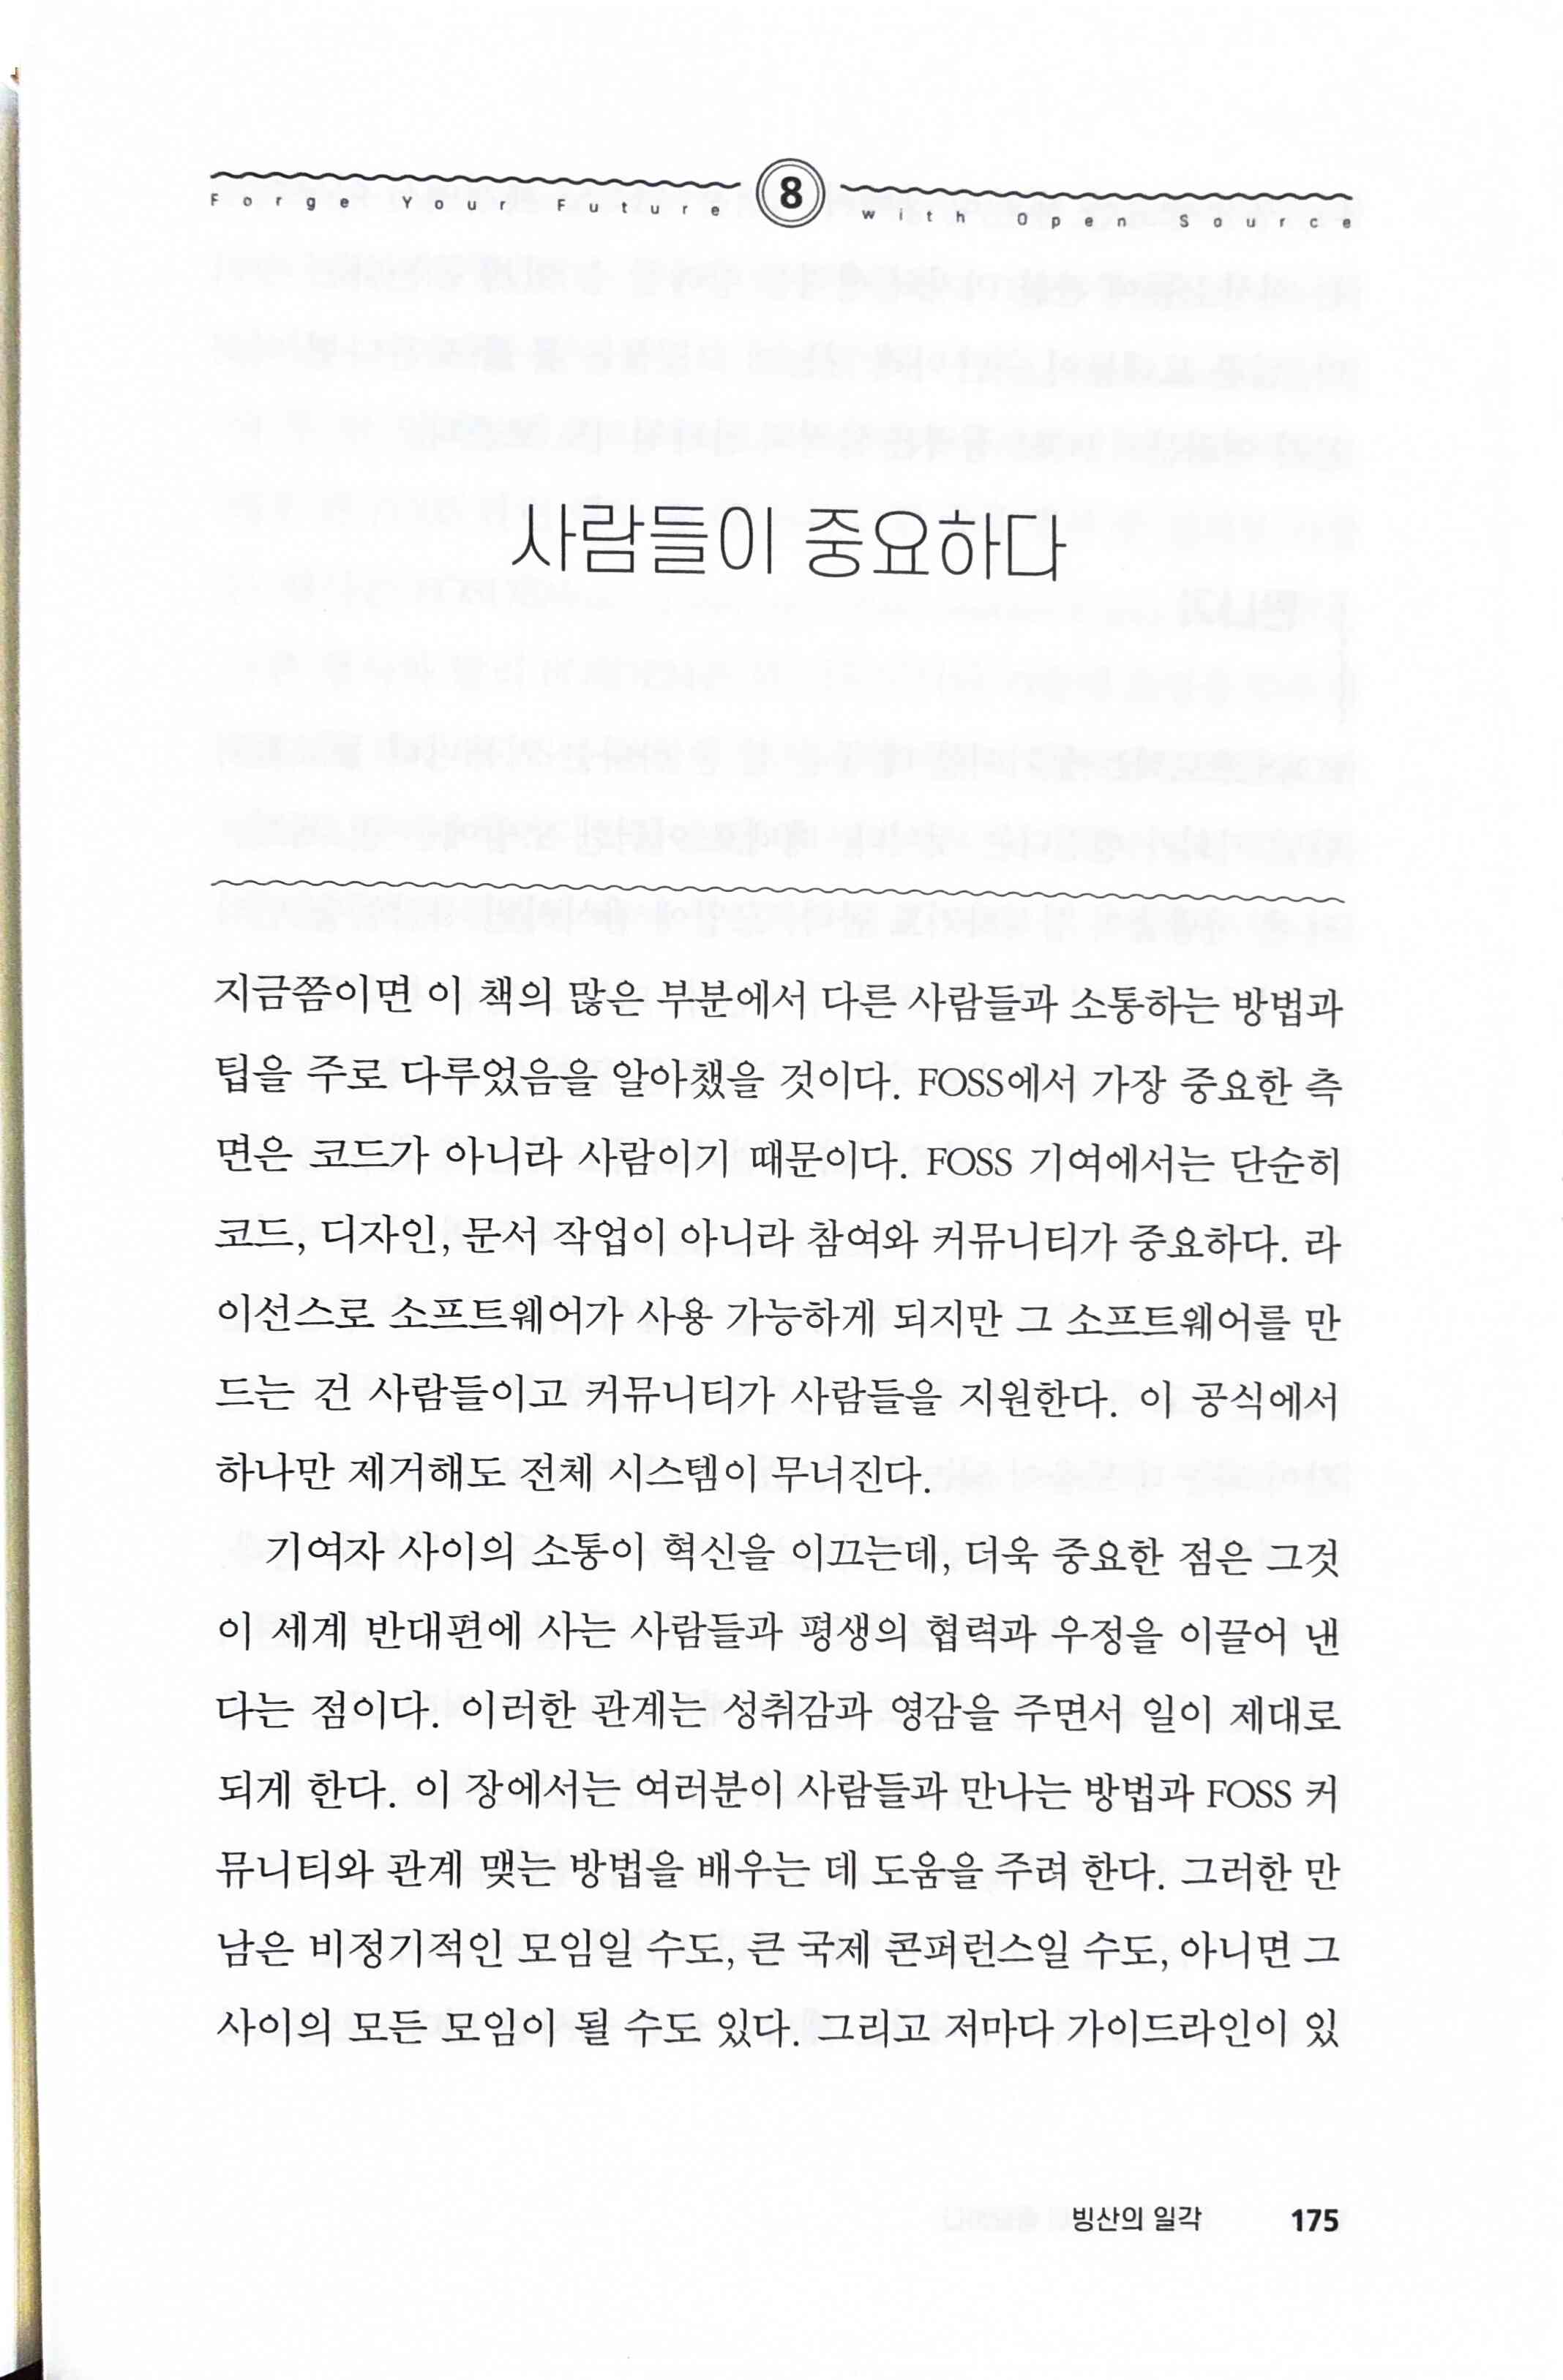 Forge Your Future 8 With Open Source
사람들이 중요하다
지금쯤이면 이 책의 많은 부분에서 다른 사람들과 소통하는 방법과
팁을 주로 다루었음을 알아챘을 것이다. FOSS에서 가장 중요한 측
면은 코드가 아니라 사람이기 때문이다. FOSS 기여에서는 단순히
코드, 디자인, 문서 작업이 아니라 참여와 커뮤니티가 중요하다. 라
이선스로 소프트웨어가 사용 가능하게 되지만 그 소프트웨어를 만
드는 건 사람들이고 커뮤니티가 사람들을 지원한다. 이 공식에서
하나만 제거해도 전체 시스템이 무너진다.
기여자 사이의 소통이 혁신을 이끄는데, 더욱 중요한 점은 그것
이 세계 반대편에 사는 사람들과 평생의 협력과 우정을 이끌어 낸
다는 점이다. 이러한 관계는 성취감과 영감을 주면서 일이 제대로
되게 한다. 이 장에서는 여러분이 사람들과 만나는 방법과 FOSS 커
뮤니티와 관계 맺는 방법을 배우는 데 도움을 주려 한다. 그러한 만
남은 비정기적인 모임일 수도, 큰 국제 콘퍼런스일 수도, 아니면 그
사이의 모든 모임이 될 수도 있다. 그리고 저마다 가이드라인이 있
빙산의 일각 175